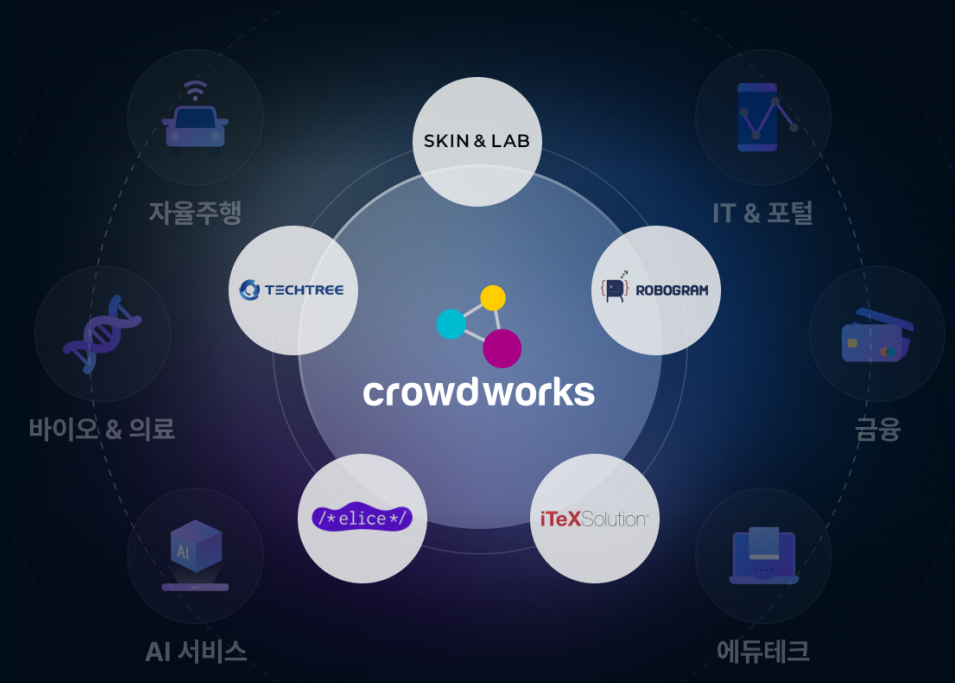 SKIN & LAB
자율주행
IT & 포털
TECHTREE
ROBOGRAM
crowdworks
바이오 & 의료
금융
/*elice*/
iTeXSolution
AI
AI 서비스
에듀테크